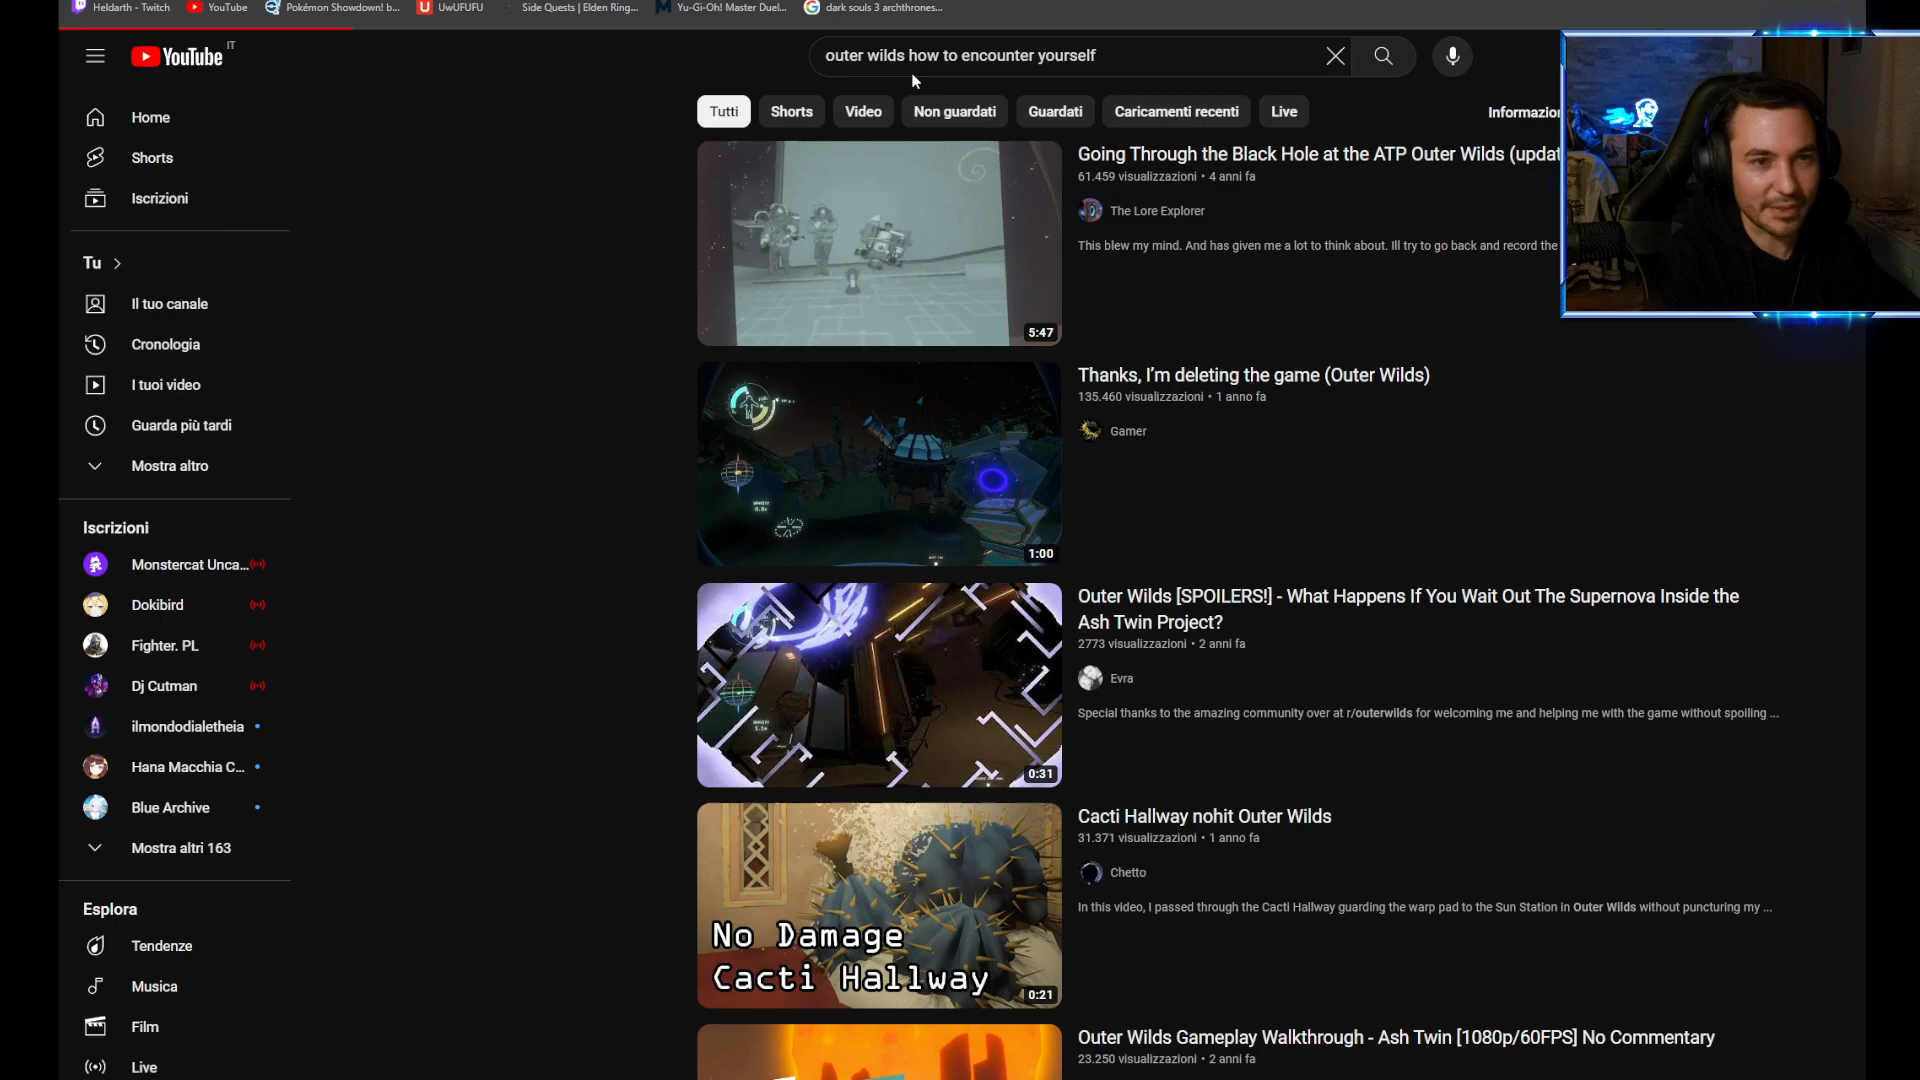 Heldarth - Twitch
YouTube
Pokémon Showdown! b...
UwUFUFU
Side Quests | Elden Ring...
Yu-Gi-Oh! Master Duel...
dark souls 3 archthrones...
YouTube IT
outer wilds how to encounter yourself
Tutti
Shorts
Video
Non guardati
Guardati
Caricamenti recenti
Live
Home
Shorts
Iscrizioni
Tu
Il tuo canale
Cronologia
I tuoi video
Guarda più tardi
Mostra altro
Iscrizioni
Monstercat Unca...
Dokibird
Fighter. PL
Dj Cutman
ilmondodialetheia
Hana Macchia C...
Blue Archive
Mostra altri 163
Esplora
Tendenze
Musica
Film
Live
5:47
Going Through the Black Hole at the ATP Outer Wilds
61.459 visualizzazioni • 4 anni fa
The Lore Explorer
This blew my mind. And has given me a lot to think about. Ill try to go back and record the
1:00
Thanks, I'm deleting the game (Outer Wilds)
135.460 visualizzazioni • 1 anno fa
Gamer
0:31
Outer Wilds [SPOILERS!] - What Happens If You Wait Out The Supernova Inside the
Ash Twin Project?
2773 visualizzazioni • 2 anni fa
Evra
Special thanks to the amazing community over at r/outerwilds for welcoming me and helping me with the game without spoiling ...
No Damage
Cacti Hallway
0:21
Cacti Hallway nohit Outer Wilds
31.371 visualizzazioni • 1 anno fa
Chetto
In this video, I passed through the Cacti Hallway guarding the warp pad to the Sun Station in Outer Wilds without puncturing my ...
Outer Wilds Gameplay Walkthrough - Ash Twin [1080p/60FPS] No Commentary
23.250 visualizzazioni • 2 anni fa